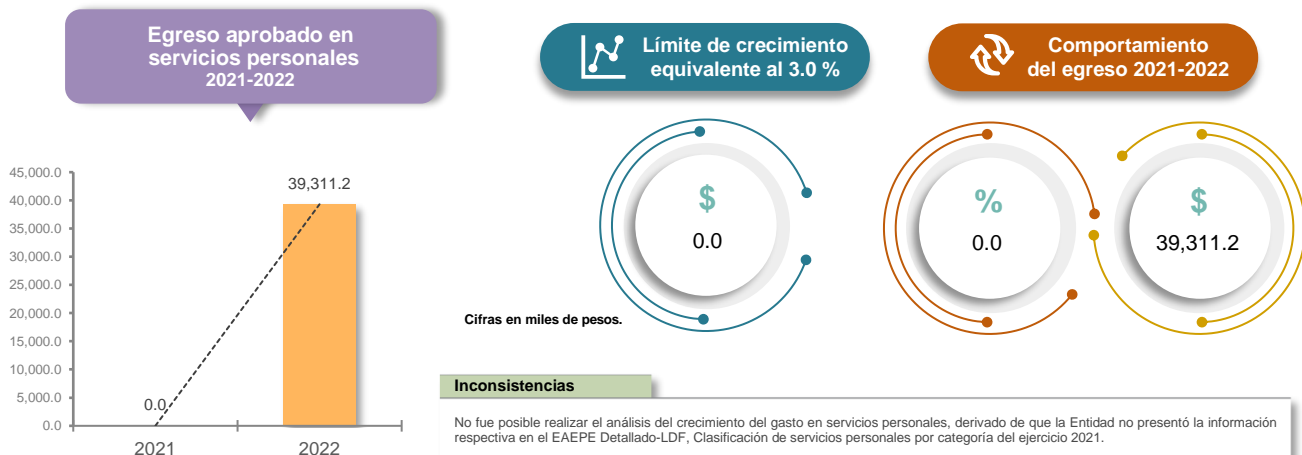 Egreso aprobado en
servicios personales
2021-2022
Límite de crecimiento
equivalente al 3.0 %
Comportamiento
del egreso 2021-2022
45,000.0
40,000.0
35,000.0
30,000.0
25,000.0
20,000.0
15,000.0
10,000.0
5,000.0
0.0
0.0
39,311.2
2021
2022
$
0.0
%
0.0
$
39,311.2
Cifras en miles de pesos.
Inconsistencias
No fue posible realizar el análisis del crecimiento del gasto en servicios personales, derivado de que la Entidad no presentó la información
respectiva en el EAEPE Detallado-LDF, Clasificación de servicios personales por categoría del ejercicio 2021.